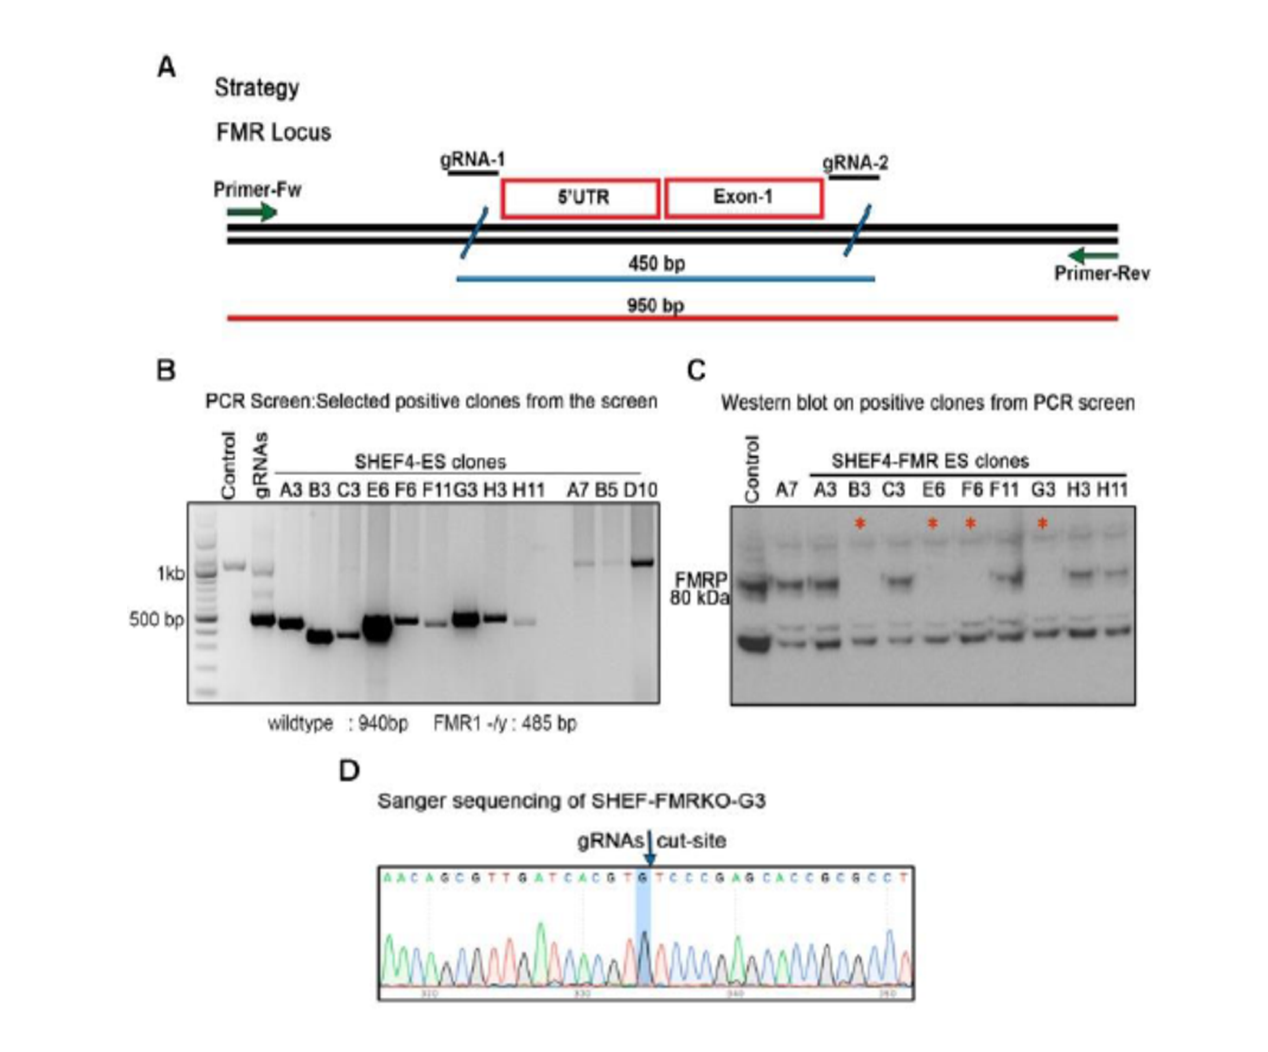 A
Strategy
FMR Locus
gRNA-1
gRNA-2
Primer-Fw
5'UTR
Exon-1
450 bp
Primer-Rev
950 bp
B
PCR Screen:Selected positive clones from the screen
Control
gRNAs
SHEF4-ES clones
A3 B3 C3 E6 F6 F11 G3 H3 H11 A7 B5 D10
1kb
500 bp
wildtype : 940bp FMR1 -/y : 485 bp
C
Western blot on positive clones from PCR screen
Control
SHEF4-FMR ES clones
A7 A3 B3 C3 E6 F6 F11 G3 H3 H11
* * * *
FMRP
80 kDa
D
Sanger sequencing of SHEF-FMRKO-G3
gRNAs cut-site
A A C A G C G T T G A T C A C G T G T C C C G A G C A C C G C G C C T
320 330 340 350